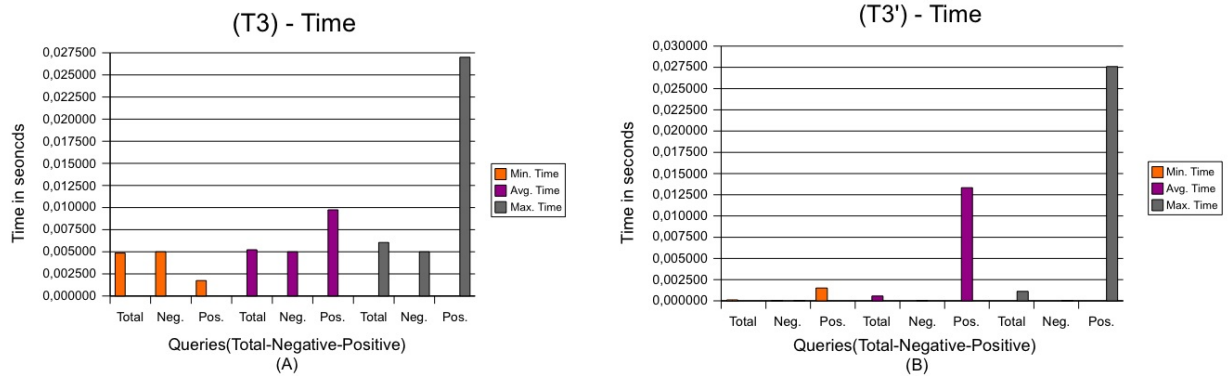 (T3) - Time
0,027500
0,025000
0,022500
0,020000
0,017500
0,015000
0,012500
0,010000
0,007500
0,005000
0,002500
0,000000
Time in seoncds
Total Neg. Pos. Total Neg. Pos. Total Neg. Pos.
Queries(Total-Negative-Positive)
(A)
Min. Time
Avg. Time
Max. Time
(T3') - Time
0,030000
0,027500
0,025000
0,022500
0,020000
0,017500
0,015000
0,012500
0,010000
0,007500
0,005000
0,002500
0,000000
Time in seconds
Total Neg. Pos. Total Neg. Pos. Total Neg. Pos.
Queries(Total-Negative-Positive)
(B)
Min. Time
Avg. Time
Max. Time